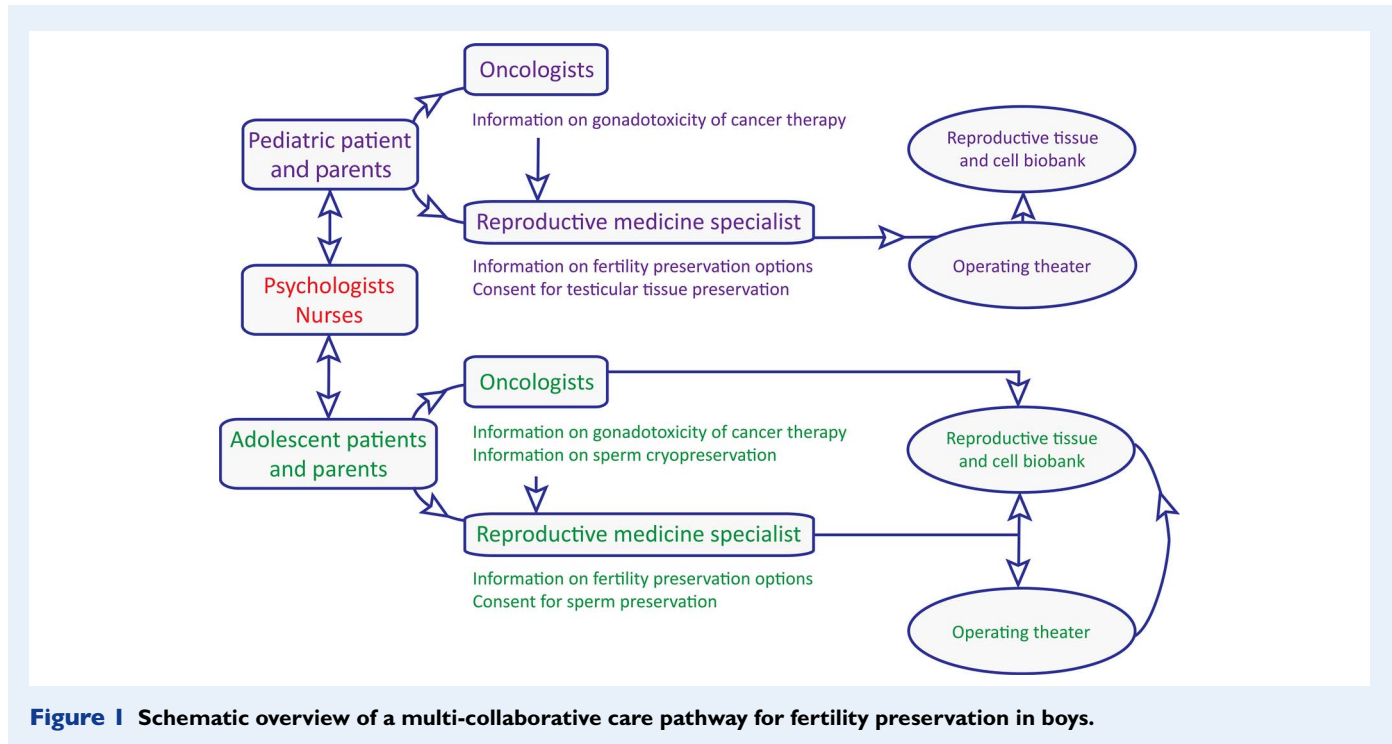 Oncologists
Information on gonadotoxicity of cancer therapy
Pediatric patient
and parents
Reproductive tissue
and cell biobank
Reproductive medicine specialist
Information on fertility preservation options
Consent for testicular tissue preservation
Operating theater
Psychologists
Nurses
Oncologists
Information on gonadotoxicity of cancer therapy
Information on sperm cryopreservation
Adolescent patients
and parents
Reproductive tissue
and cell biobank
Reproductive medicine specialist
Information on fertility preservation options
Consent for sperm preservation
Operating theater
Figure 1 Schematic overview of a multi-collaborative care pathway for fertility preservation in boys.